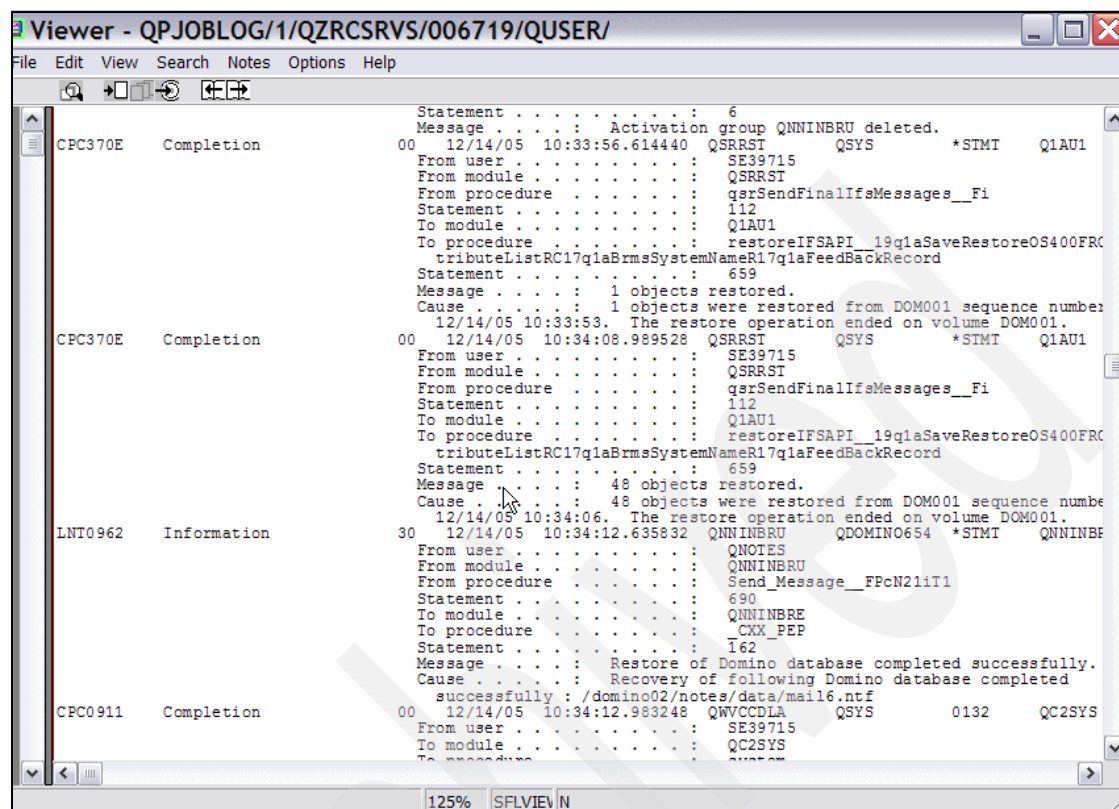 Viewer - QPJOBLOG/1/QZRCSRVS/006719/QUSER/
File Edit View Search Notes Options Help
Statement . . . . . . . . . : 6
Message . . . . : Activation group QNNINBRU deleted.
CPC370E Completion 00 12/14/05 10:33:56.614440 QSRRST QSYS *STMT Q1AU1
From user . . . . . . . . . : SE39715
From module . . . . . . . . : QSRRST
From procedure . . . . . . : qsrSendFinalIfsMessages__Fi
Statement . . . . . . . . . : 112
To module . . . . . . . . . : Q1AU1
To procedure . . . . . . . : restoreIFSAPI__19q1aSaveRestoreOS400FRC
tributeListRC17q1aBrmsSystemNameR17q1aFeedBackRecord
Statement . . . . . . . . . : 659
Message . . . . : 1 objects restored.
Cause . . . . . : 1 objects were restored from DOM001 sequence number
12/14/05 10:33:53. The restore operation ended on volume DOM001.
CPC370E Completion 00 12/14/05 10:34:08.989528 QSRRST QSYS *STMT Q1AU1
From user . . . . . . . . . : SE39715
From module . . . . . . . . : QSRRST
From procedure . . . . . . : qsrSendFinalIfsMessages__Fi
Statement . . . . . . . . . : 112
To module . . . . . . . . . : Q1AU1
To procedure . . . . . . . : restoreIFSAPI__19q1aSaveRestoreOS400FRC
tributeListRC17q1aBrmsSystemNameR17q1aFeedBackRecord
Statement . . . . . . . . . : 659
Message . . . . : 48 objects restored.
Cause . . . . . : 48 objects were restored from DOM001 sequence numbe
12/14/05 10:34:06. The restore operation ended on volume DOM001.
LNT0962 Information 30 12/14/05 10:34:12.635832 QNNINBRU QDOMINO654 *STMT QNNINBR
From user . . . . . . . . . : QNOTES
From module . . . . . . . . : QNNINBRU
From procedure . . . . . . : Send_Message__FPcN21iT1
Statement . . . . . . . . . : 690
To module . . . . . . . . . : QNNINBRE
To procedure . . . . . . . : _CXX_PEP
Statement . . . . . . . . . : 162
Message . . . . : Restore of Domino database completed successfully.
Cause . . . . . : Recovery of following Domino database completed
successfully : /domino02/notes/data/mail6.ntf
CPC0911 Completion 00 12/14/05 10:34:12.983248 QWVCCDLA QSYS 0132 QC2SYS
From user . . . . . . . . . : SE39715
To module . . . . . . . . . : QC2SYS
To procedure . . . . . . . : system
125% SFLVIEW N